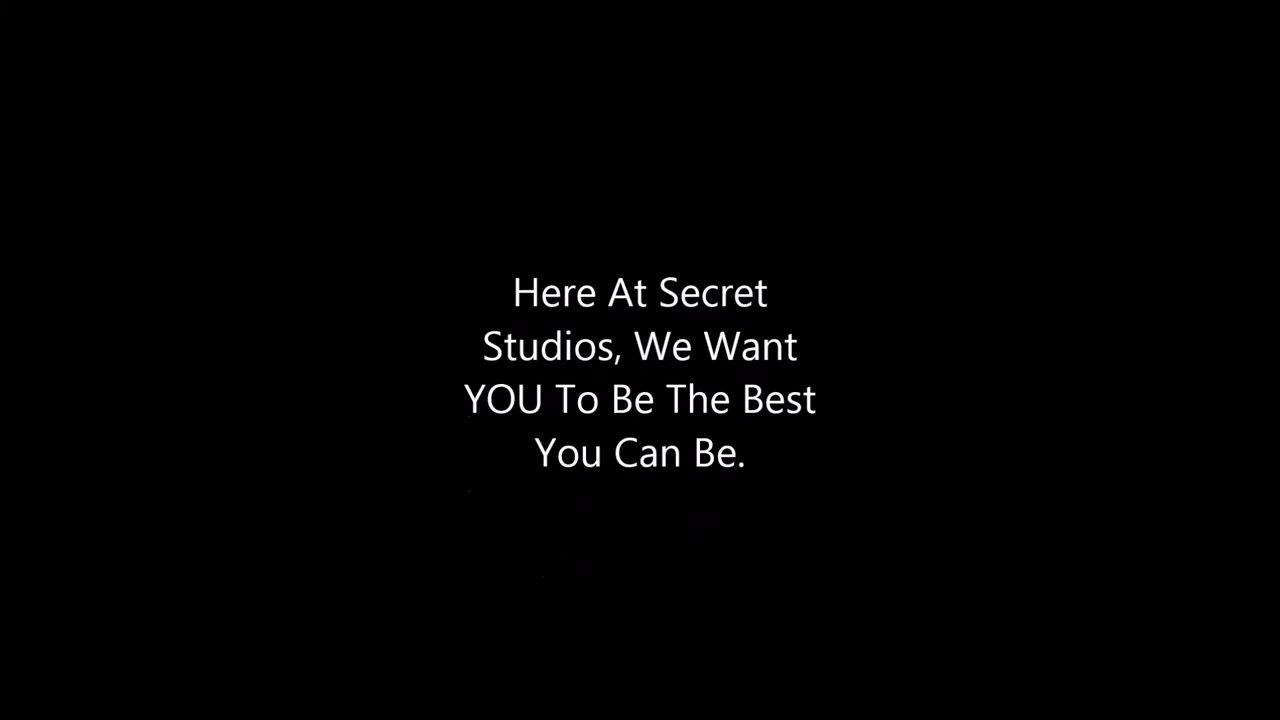 Here At Secret
Studios, We Want
YOU To Be The Best
You Can Be.